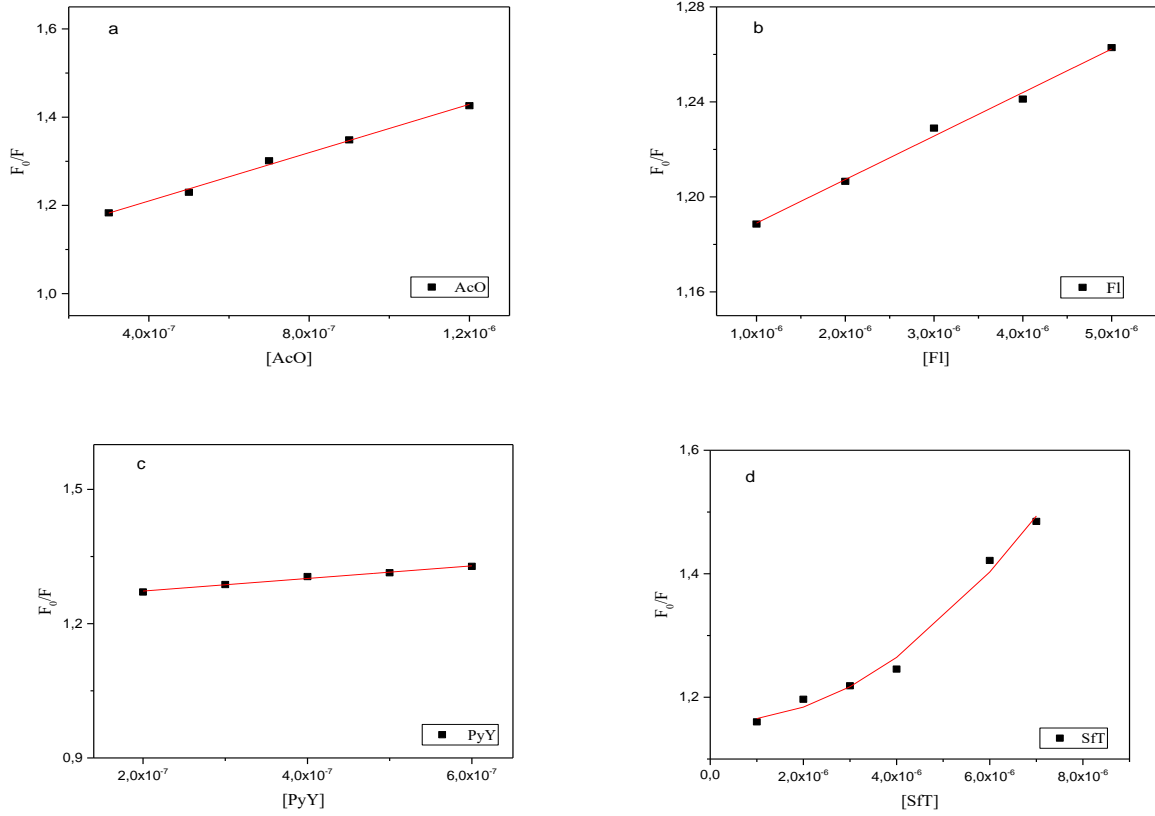 a
1,6
1,4
1,2
1,0
F₀/F
AcO
4,0x10⁻⁷ 8,0x10⁻⁷ 1,2x10⁻⁶
[AcO]
b
1,28
1,24
1,20
1,16
F₀/F
Fl
1,0x10⁻⁶ 2,0x10⁻⁶ 3,0x10⁻⁶ 4,0x10⁻⁶ 5,0x10⁻⁶
[Fl]
c
1,5
1,2
0,9
F₀/F
PyY
2,0x10⁻⁷ 4,0x10⁻⁷ 6,0x10⁻⁷
[PyY]
d
1,6
1,4
1,2
F₀/F
SfT
0,0 2,0x10⁻⁶ 4,0x10⁻⁶ 6,0x10⁻⁶ 8,0x10⁻⁶
[SfT]